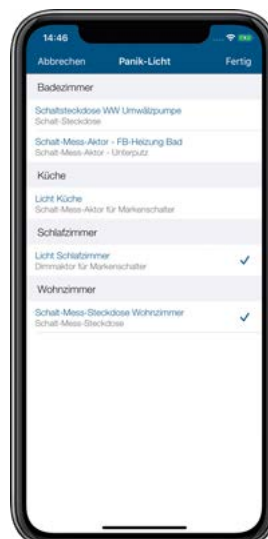 14:46
Abbrechen Panik-Licht Fertig
Badezimmer
Schaltsteckdose WW Umwälzpumpe
Schalt-Steckdose
Schalt-Mess-Aktor - FB-Heizung Bad
Schalt-Mess-Aktor - Unterputz
Küche
Licht Küche
Schalt-Mess-Aktor für Markenschalter
Schlafzimmer
Licht Schlafzimmer
Dimmaktor für Markenschalter
Wohnzimmer
Schalt-Mess-Steckdose Wohnzimmer
Schalt-Mess-Steckdose